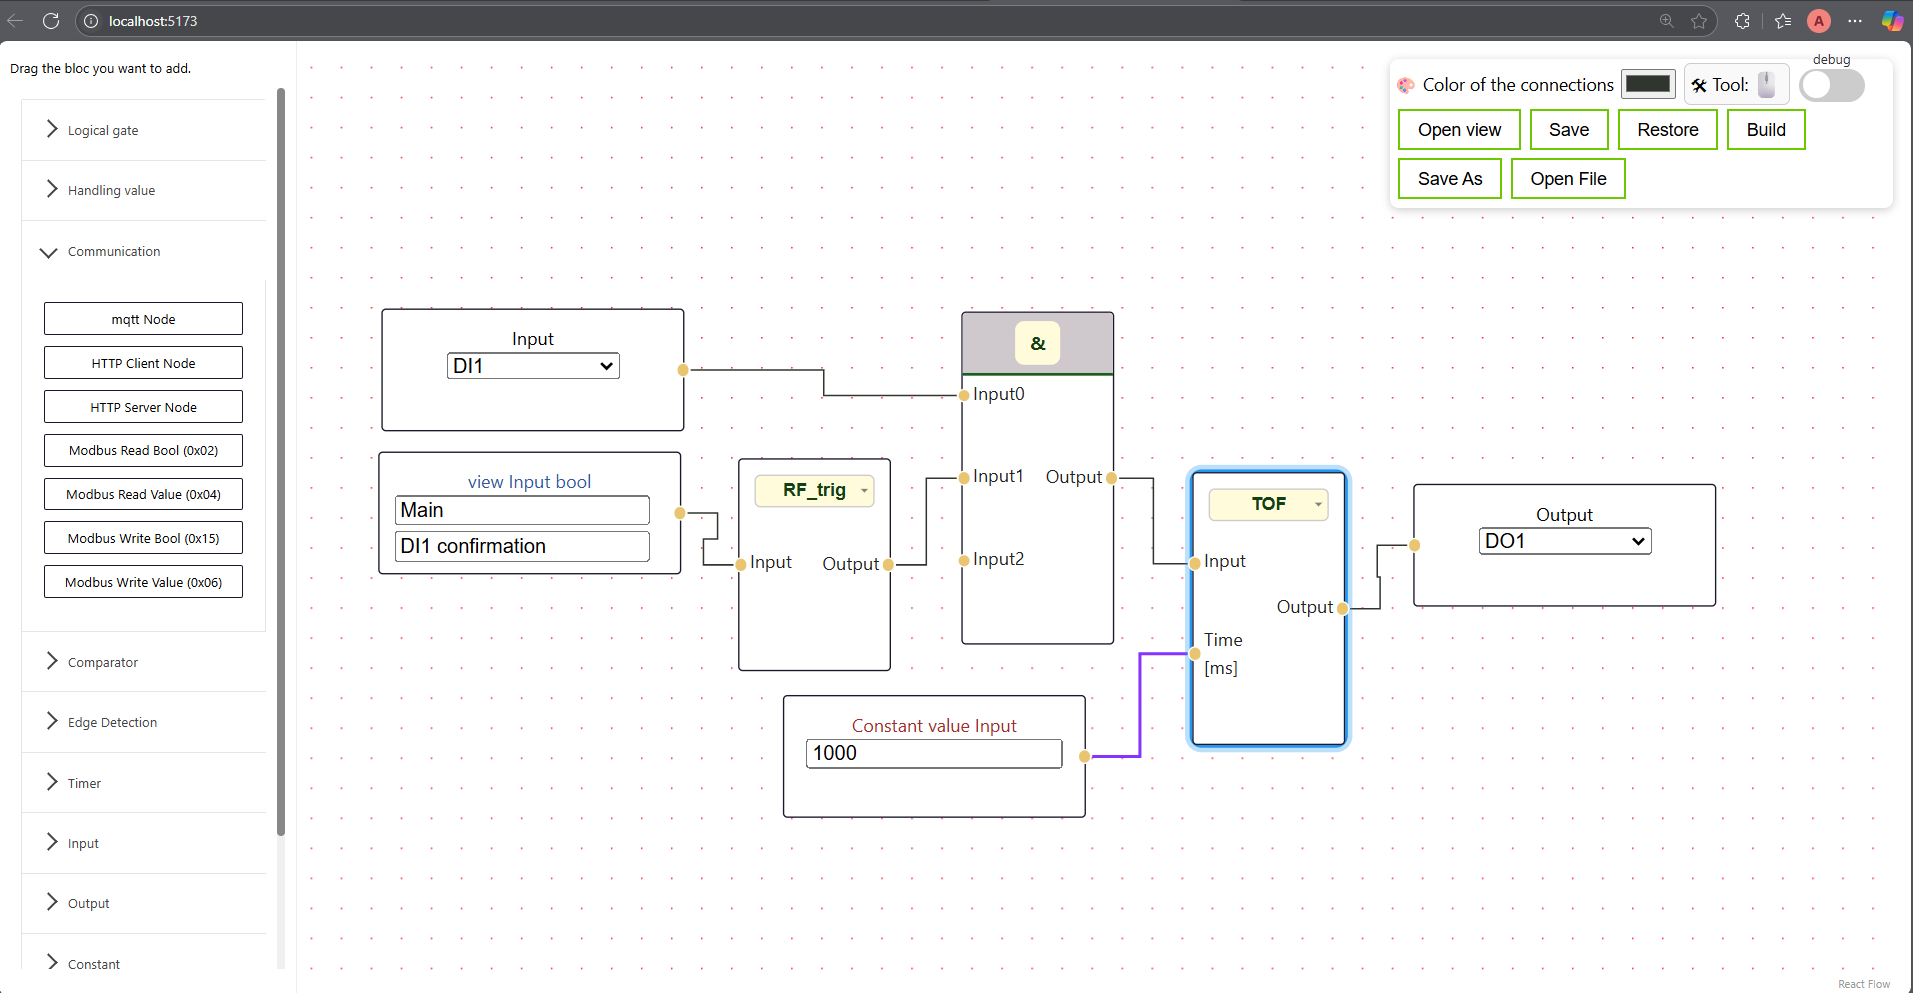 localhost:5173
A
Drag the bloc you want to add.
Logical gate
Handling value
Communication
mqtt Node
HTTP Client Node
HTTP Server Node
Modbus Read Bool (0x02)
Modbus Read Value (0x04)
Modbus Write Bool (0x15)
Modbus Write Value (0x06)
Comparator
Edge Detection
Timer
Input
Output
Constant
debug
Color of the connections
Tool:
Open view
Save
Restore
Build
Save As
Open File
Input
DI1
view Input bool
Main
DI1 confirmation
RF_trig
Input
Output
&
Input0
Input1
Output
Input2
Constant value Input
1000
TOF
Input
Output
Time
[ms]
Output
DO1
React Flow